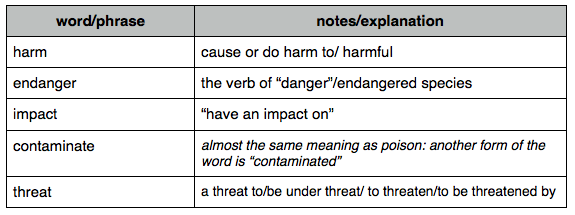 word/phrase notes/explanation
harm cause or do harm to/ harmful
endanger the verb of “danger”/endangered species
impact “have an impact on”
contaminate almost the same meaning as poison: another form of the
word is “contaminated”
threat a threat to/be under threat/ to threaten/to be threatened by